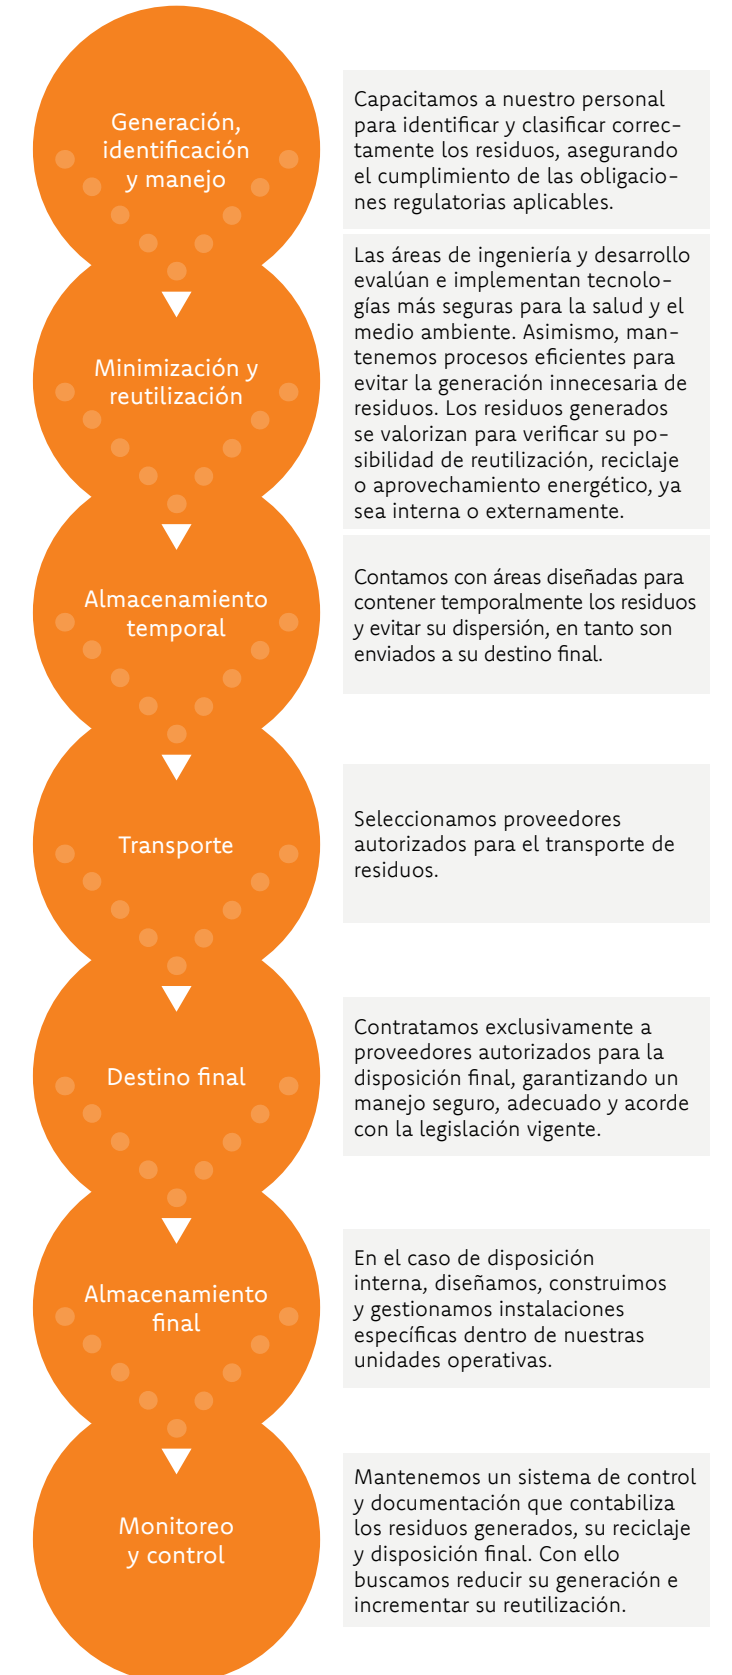 Generación,
identificación
y manejo
Capacitamos a nuestro personal
para identificar y clasificar correc-
tamente los residuos, asegurando
el cumplimiento de las obligacio-
nes regulatorias aplicables.
Minimización y
reutilización
Las áreas de ingeniería y desarrollo
evalúan e implementan tecnolo-
gías más seguras para la salud y el
medio ambiente. Asimismo, man-
tenemos procesos eficientes para
evitar la generación innecesaria de
residuos. Los residuos generados
se valorizan para verificar su po-
sibilidad de reutilización, reciclaje
o aprovechamiento energético, ya
sea interna o externamente.
Almacenamiento
temporal
Contamos con áreas diseñadas para
contener temporalmente los residuos
y evitar su dispersión, en tanto son
enviados a su destino final.
Transporte
Seleccionamos proveedores
autorizados para el transporte de
residuos.
Destino final
Contratamos exclusivamente a
proveedores autorizados para la
disposición final, garantizando un
manejo seguro, adecuado y acorde
con la legislación vigente.
Almacenamiento
final
En el caso de disposición
interna, diseñamos, construimos
y gestionamos instalaciones
específicas dentro de nuestras
unidades operativas.
Monitoreo
y control
Mantenemos un sistema de control
y documentación que contabiliza
los residuos generados, su reciclaje
y disposición final. Con ello
buscamos reducir su generación e
incrementar su reutilización.